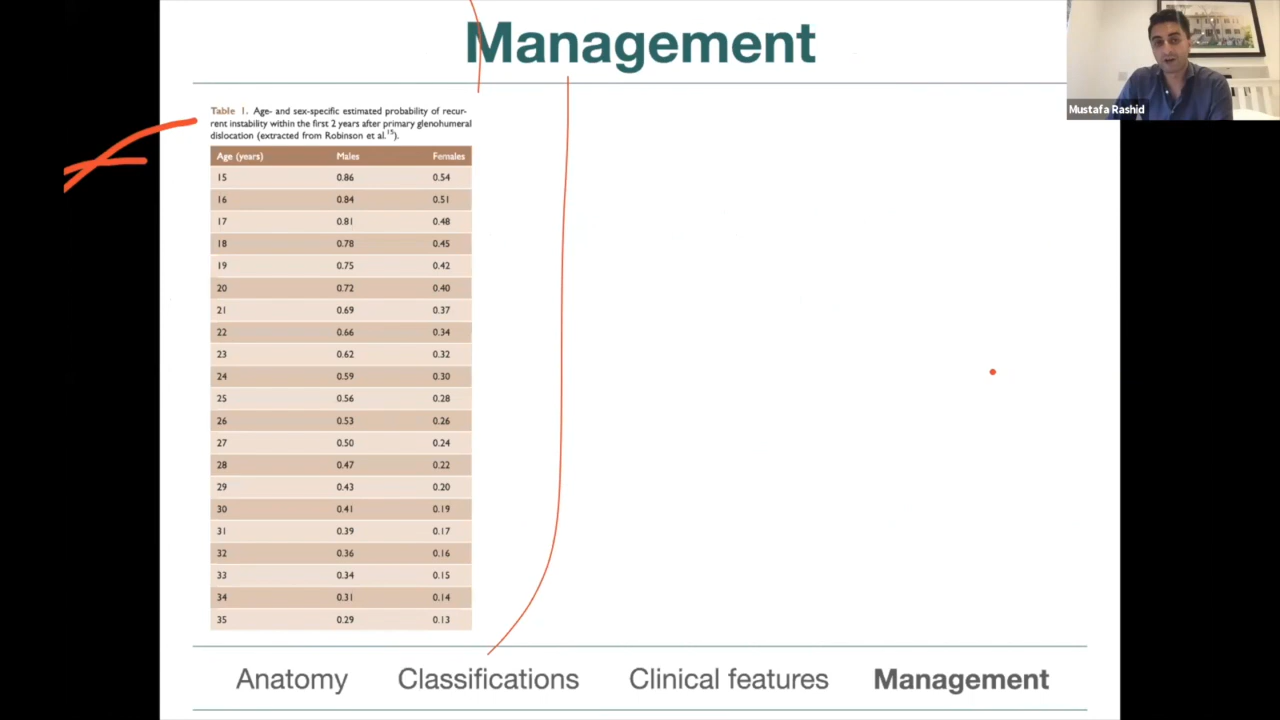 Management
Mustafa Rashid
Table 1. Age- and sex-specific estimated probability of recur-
rent instability within the first 2 years after primary glenohumeral
dislocation (extracted from Robinson et al.15).
Age (years) Males Females
15 0.86 0.54
16 0.84 0.51
17 0.81 0.48
18 0.78 0.45
19 0.75 0.42
20 0.72 0.40
21 0.69 0.37
22 0.66 0.34
23 0.62 0.32
24 0.59 0.30
25 0.56 0.28
26 0.53 0.26
27 0.50 0.24
28 0.47 0.22
29 0.43 0.20
30 0.41 0.19
31 0.39 0.17
32 0.36 0.16
33 0.34 0.15
34 0.31 0.14
35 0.29 0.13
Anatomy Classifications Clinical features Management